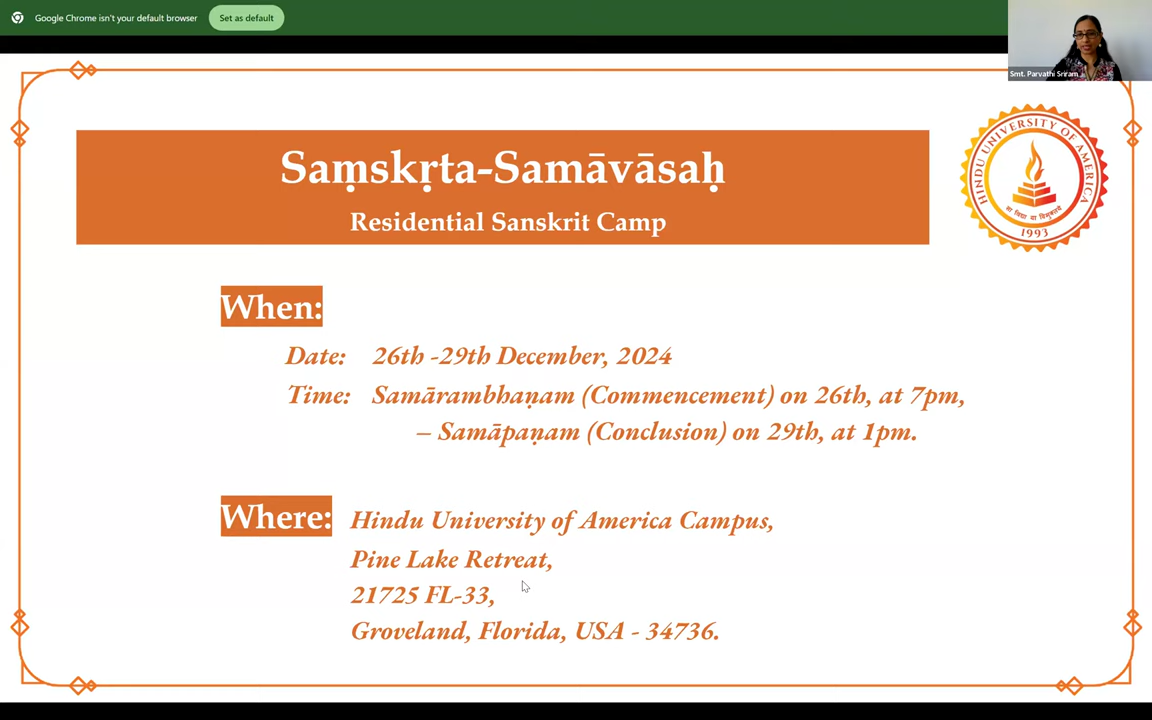 Google Chrome isn't your default browser
Set as default
Smt. Parvathi Sriram
Saṃskṛta-Samāvāsaḥ
Residential Sanskrit Camp
HINDU UNIVERSITY OF AMERICA
सा विद्या या विमुक्तये
1993
When:
Date: 26th -29th December, 2024
Time: Samārambhaṇam (Commencement) on 26th, at 7pm,
– Samāpaṇam (Conclusion) on 29th, at 1pm.
Where: Hindu University of America Campus,
Pine Lake Retreat,
21725 FL-33,
Groveland, Florida, USA - 34736.